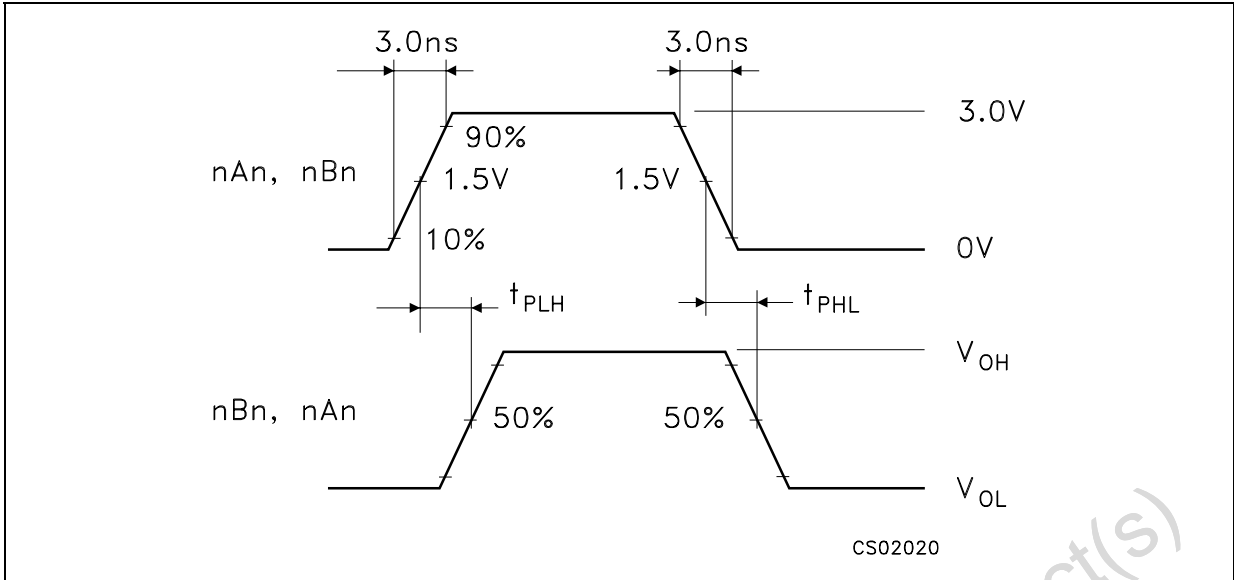 3.0ns 3.0ns
3.0V
90%
nAn, nBn 1.5V 1.5V
10% 0V
tPLH tPHL
VOH
nBn, nAn 50% 50%
VOL
CS02020
ct(s)